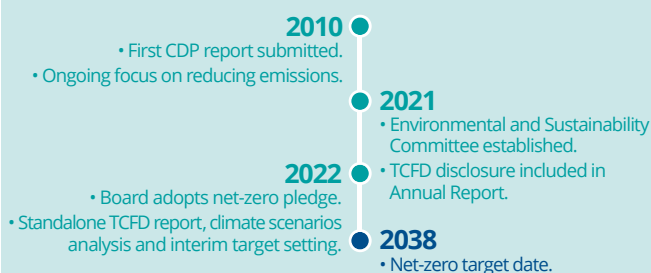 2010
• First CDP report submitted.
• Ongoing focus on reducing emissions.
2021
• Environmental and Sustainability
Committee established.
• TCFD disclosure included in
Annual Report.
2022
• Board adopts net-zero pledge.
• Standalone TCFD report, climate scenarios
analysis and interim target setting.
2038
• Net-zero target date.